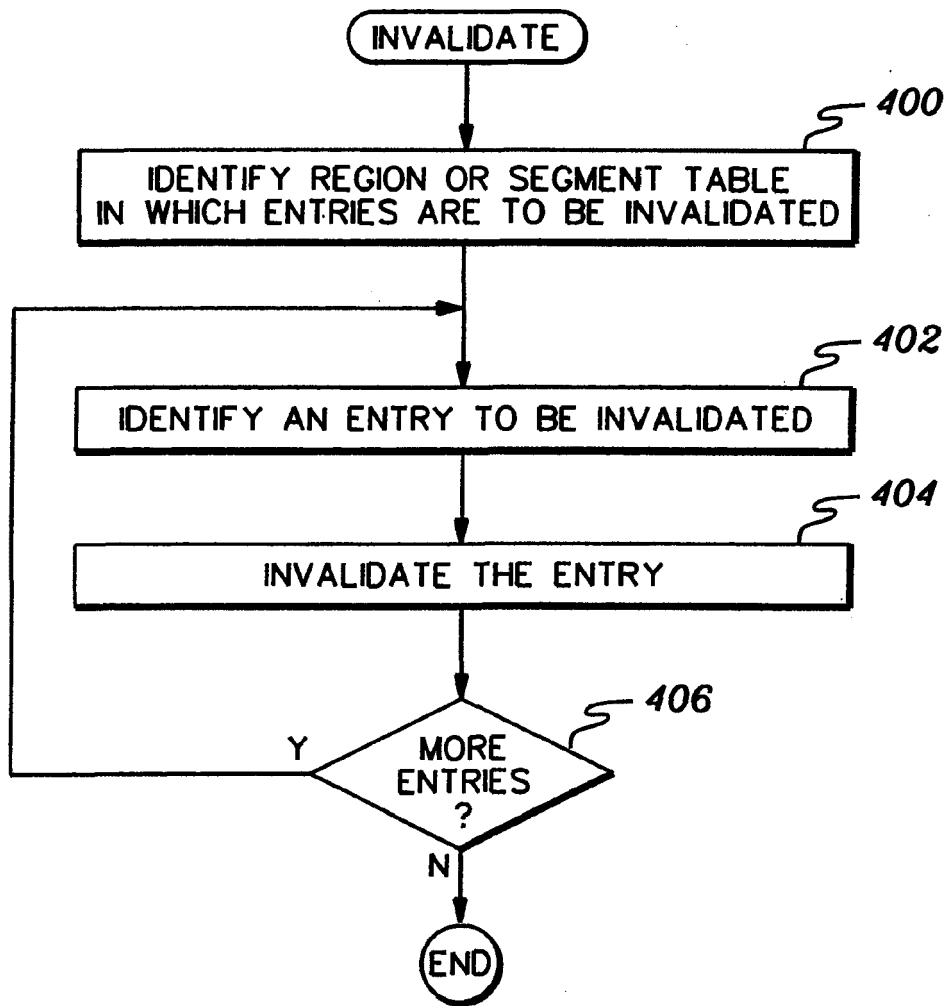 INVALIDATE
400
IDENTIFY REGION OR SEGMENT TABLE
IN WHICH ENTRIES ARE TO BE INVALIDATED
402
IDENTIFY AN ENTRY TO BE INVALIDATED
404
INVALIDATE THE ENTRY
406
Y
MORE
ENTRIES
?
N
END